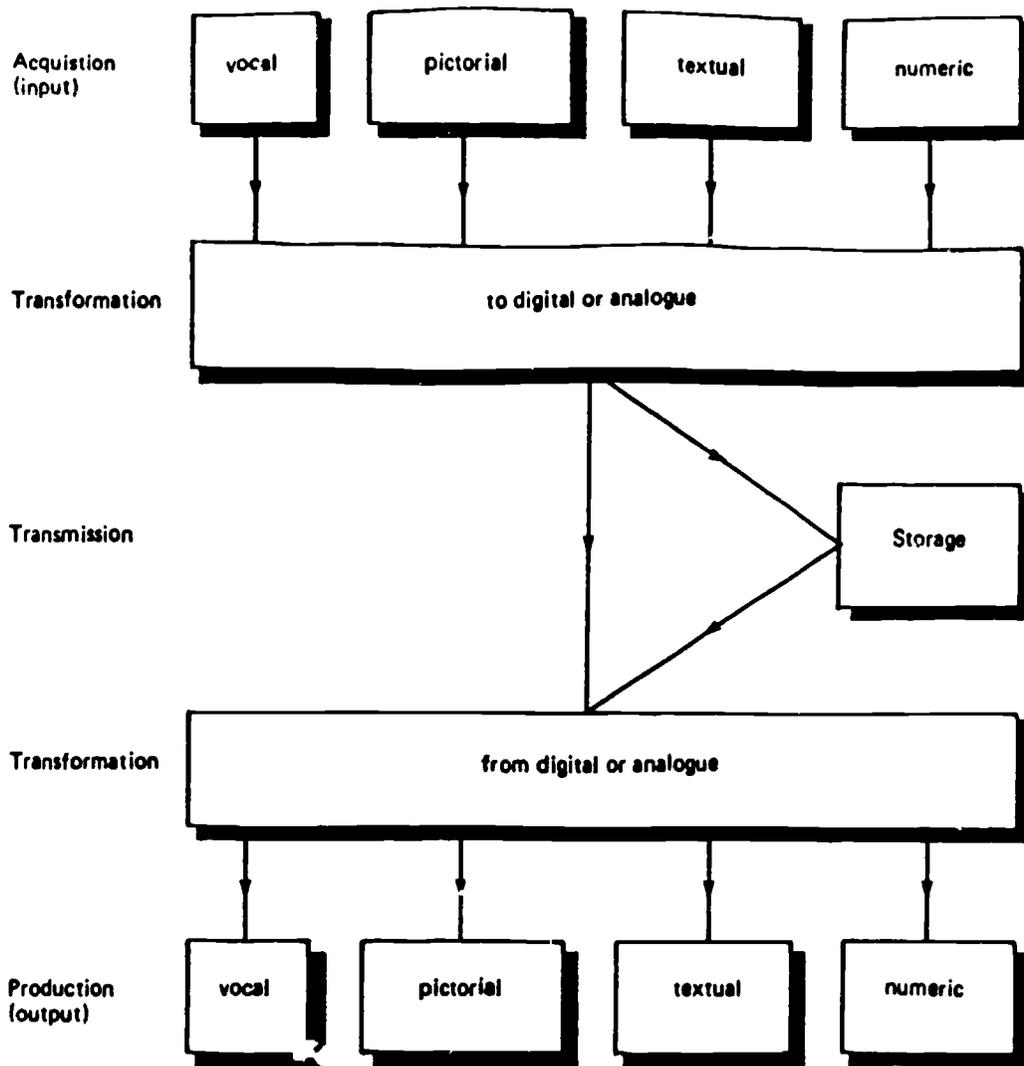 Acquistion
(input)
vocal
pictorial
textual
numeric
Transformation
to digital or analogue
Transmission
Storage
Transformation
from digital or analogue
Production
(output)
vocal
pictorial
textual
numeric